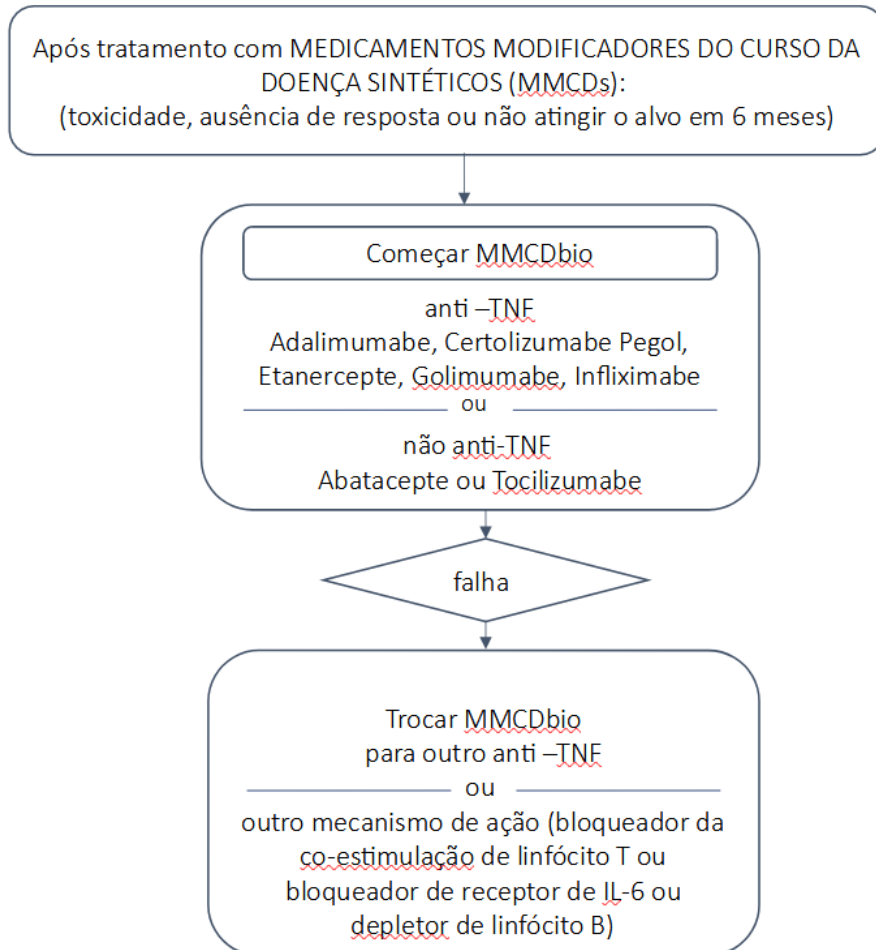 Após tratamento com MEDICAMENTOS MODIFICADORES DO CURSO DA
DOENÇA SINTÉTICOS (MMCDs):
(toxicidade, ausência de resposta ou não atingir o alvo em 6 meses)
Começar MMCDbio
anti –TNF
Adalimumabe, Certolizumabe Pegol,
Etanercepte, Golimumabe, Infliximabe
ou
não anti-TNF
Abatacepte ou Tocilizumabe
falha
Trocar MMCDbio
para outro anti –TNF
ou
outro mecanismo de ação (bloqueador da
co-estimulação de linfócito T ou
bloqueador de receptor de IL-6 ou
depletor de linfócito B)